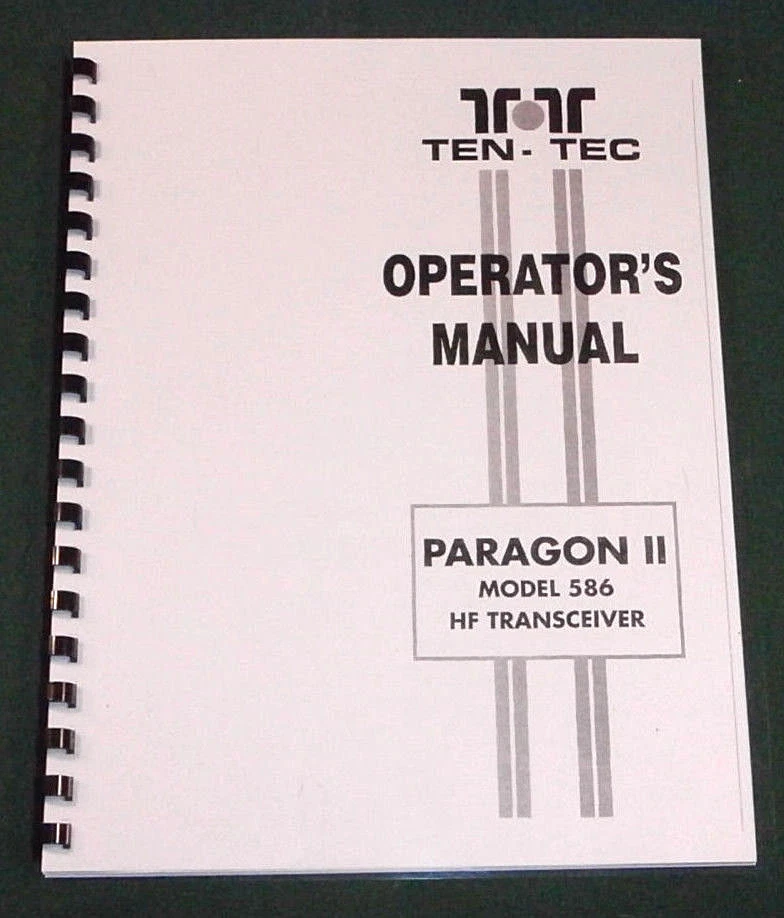 TEN-TEC
OPERATOR'S
MANUAL
PARAGON II
MODEL 586
HF TRANSCEIVER